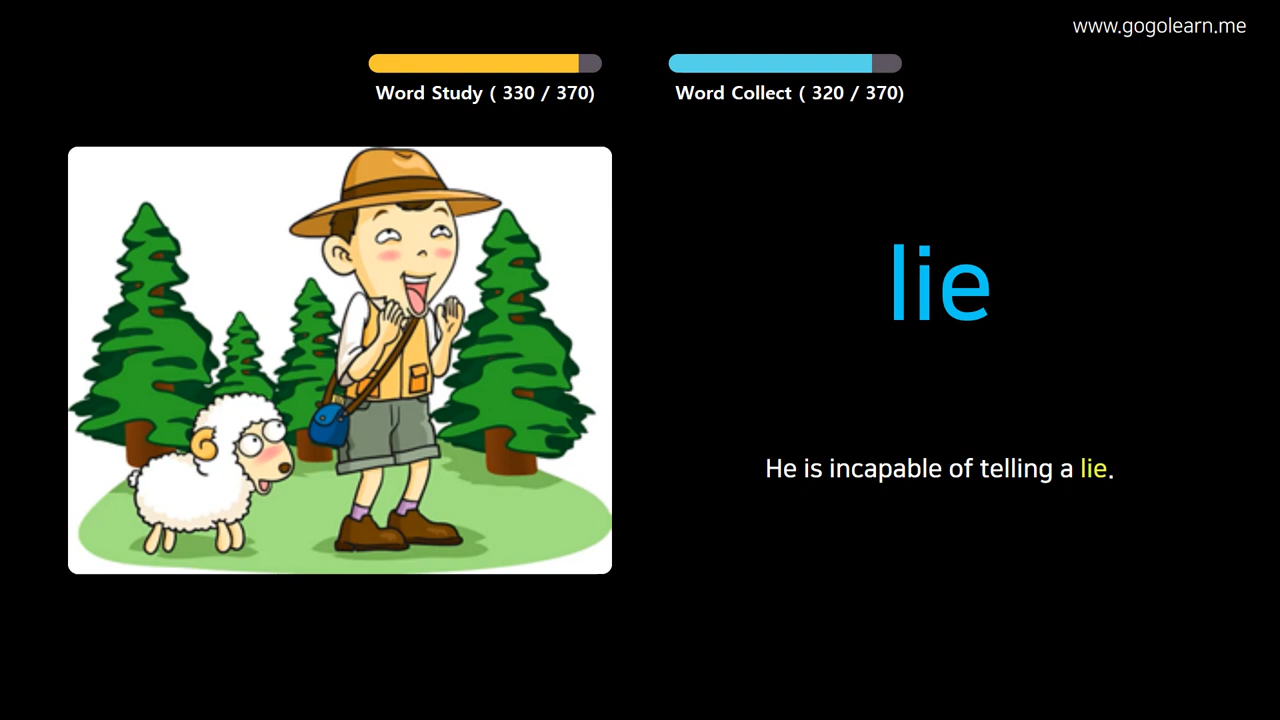 www.gogolearn.me
Word Study ( 330 / 370)
Word Collect ( 320 / 370)
lie
He is incapable of telling a lie.